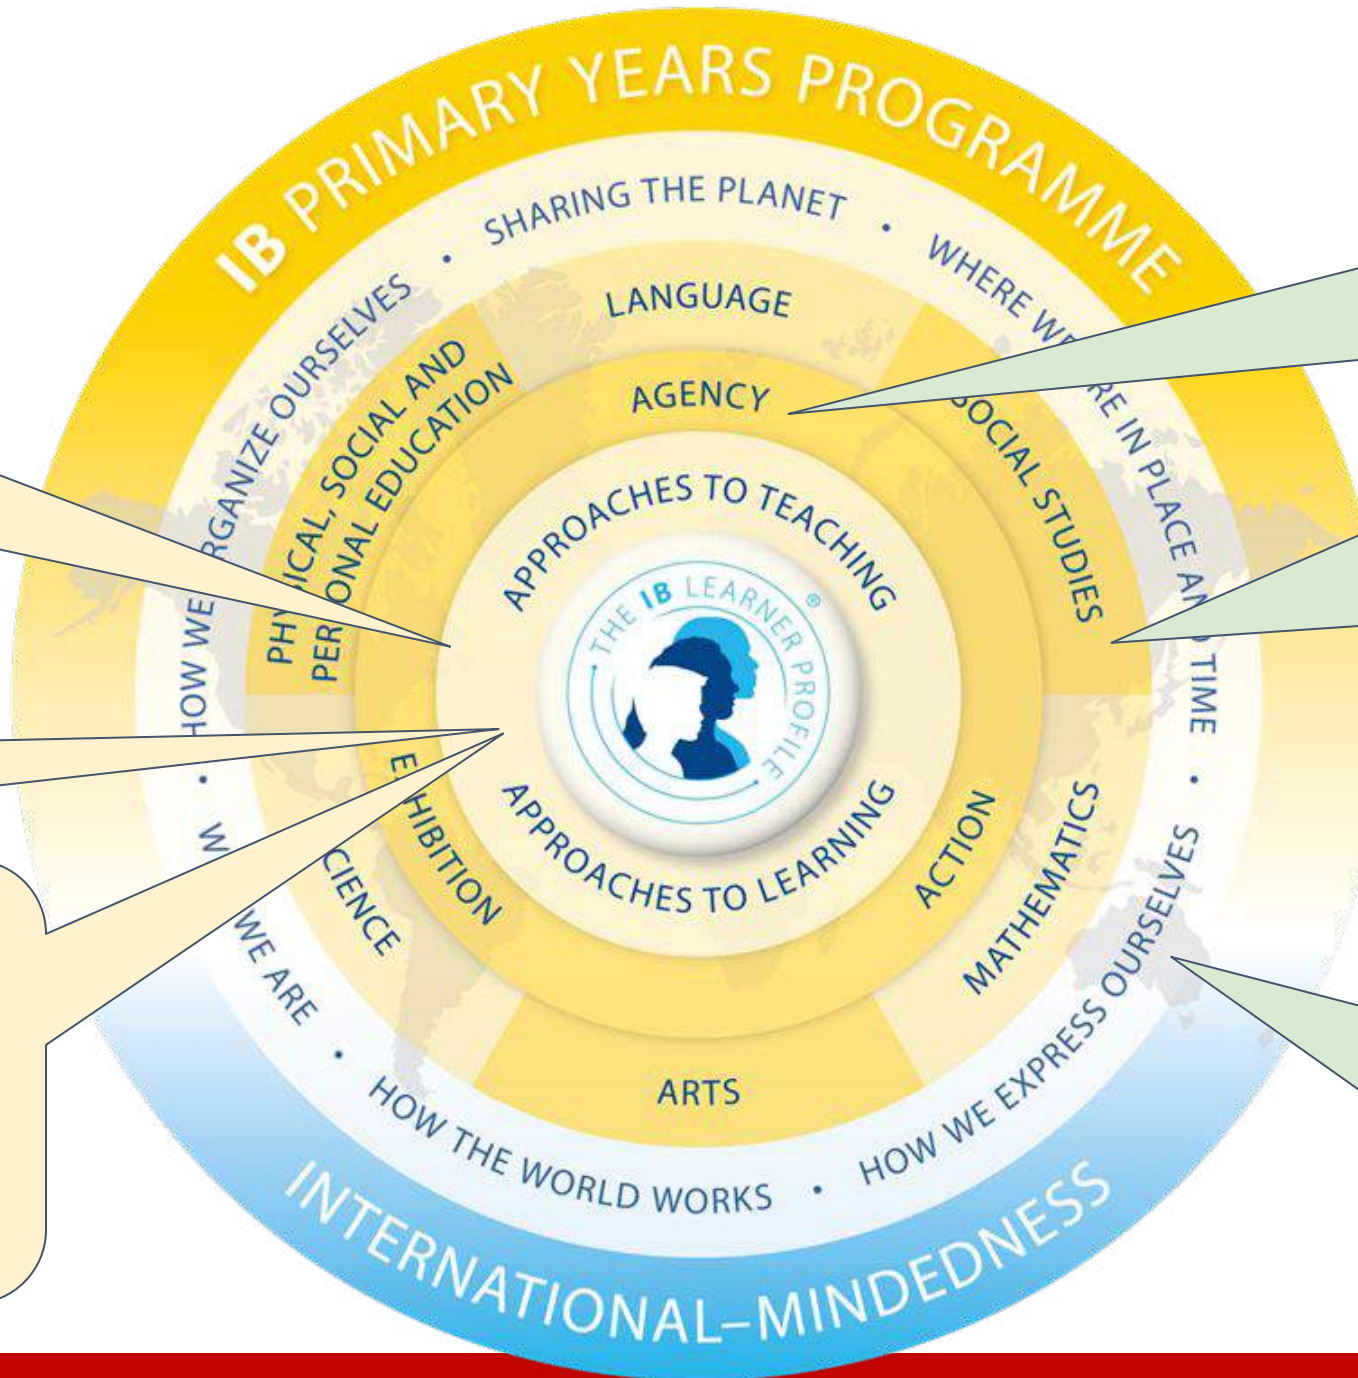 IB PRIMARY YEARS PROGRAMME
HOW WE ORGANIZE OURSELVES • SHARING THE PLANET • WHERE WE ARE IN PLACE AND TIME •
HOW WE EXPRESS OURSELVES •
HOW THE WORLD WORKS •
WE ARE •
LANGUAGE
SOCIAL STUDIES
MATHEMATICS
ARTS
SCIENCE
PHYSICAL, SOCIAL AND
PERSONAL EDUCATION
AGENCY
ACTION
EXHIBITION
APPROACHES TO TEACHING
THE IB LEARNER PROFILE ®
APPROACHES TO LEARNING
INTERNATIONAL–MINDEDNESS